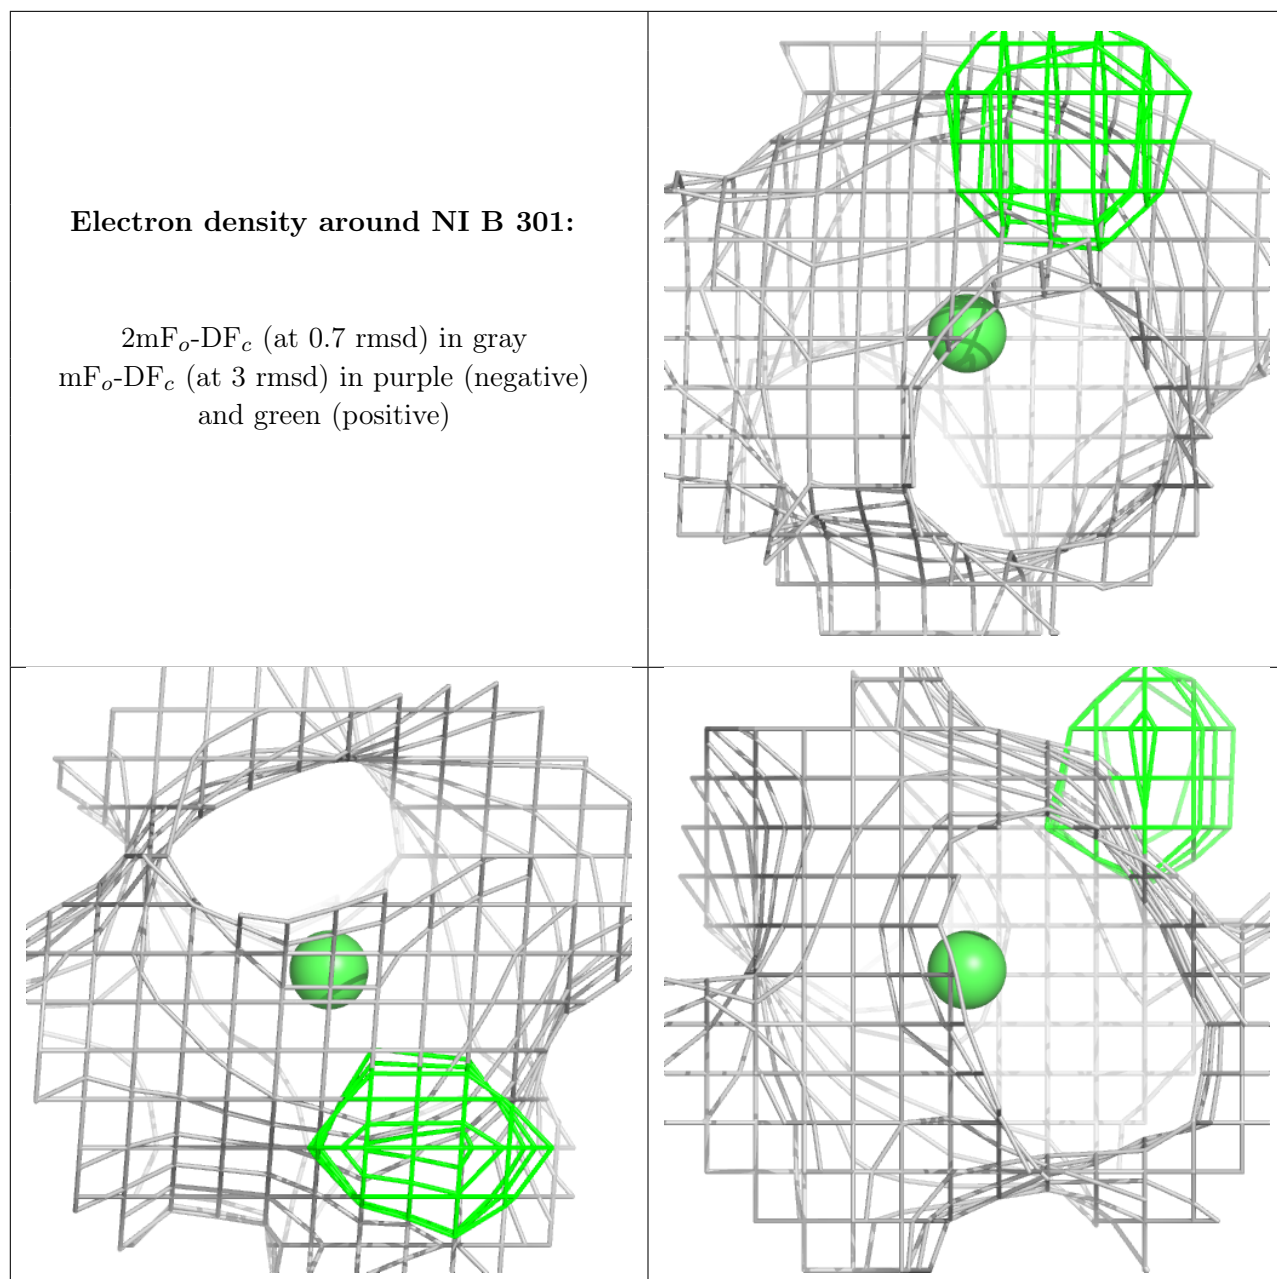 Electron density around NI B 301:
2mFo-DFc (at 0.7 rmsd) in gray
mFo-DFc (at 3 rmsd) in purple (negative)
and green (positive)